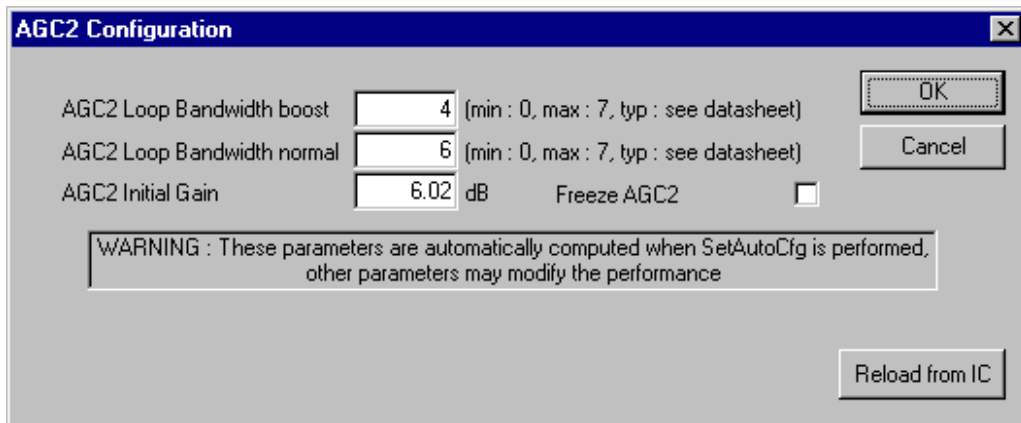 AGC2 Configuration
AGC2 Loop Bandwidth boost 4 (min : 0, max : 7, typ : see datasheet)
OK
AGC2 Loop Bandwidth normal 6 (min : 0, max : 7, typ : see datasheet)
Cancel
AGC2 Initial Gain 6.02 dB Freeze AGC2
WARNING : These parameters are automatically computed when SetAutoCfg is performed,
other parameters may modify the performance
Reload from IC